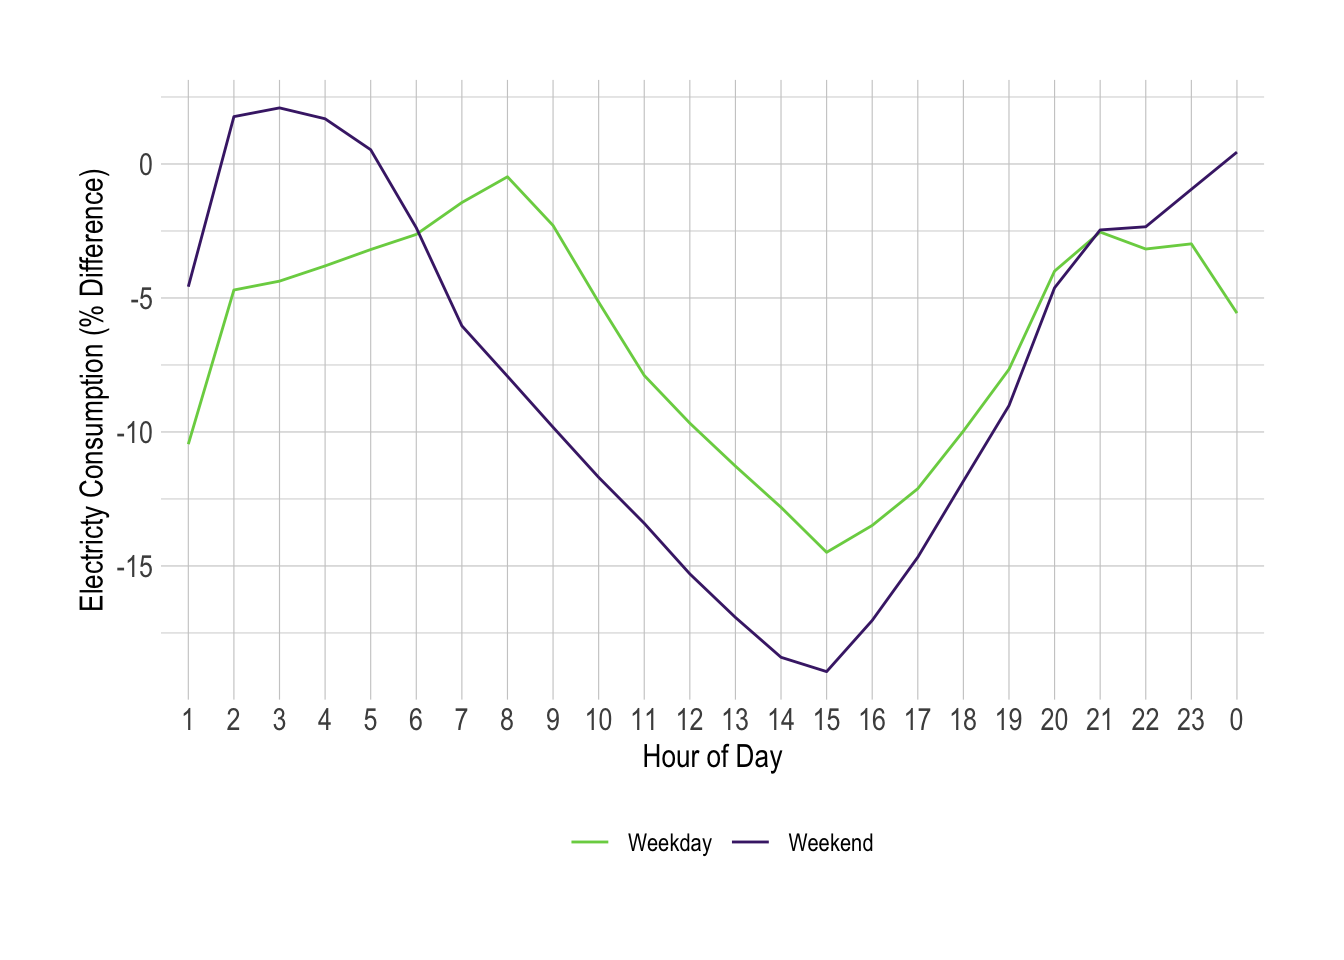 Electricty Consumption (% Difference)
0
-5
-10
-15
1 2 3 4 5 6 7 8 9 10 11 12 13 14 15 16 17 18 19 20 21 22 23 0
Hour of Day
Weekday Weekend